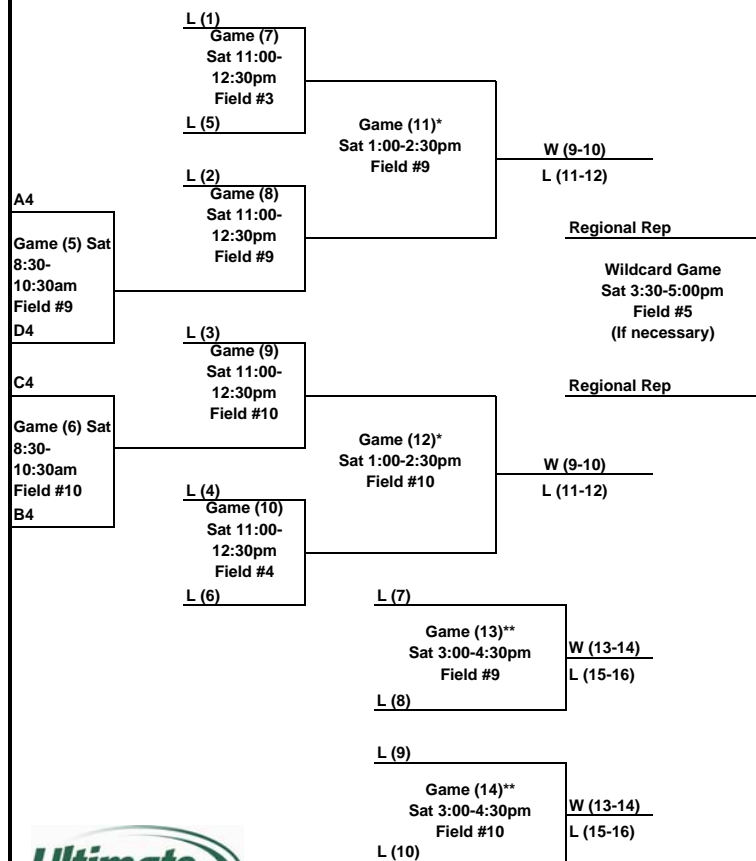 L (1)
Game (7)
Sat 11:00-
12:30pm
Field #3
L (5)
Game (11)*
Sat 1:00-2:30pm
Field #9
W (9-10)
L (11-12)
L (2)
Game (8)
Sat 11:00-
12:30pm
Field #9
A4
Game (5) Sat
8:30-
10:30am
Field #9
D4
Regional Rep
Wildcard Game
Sat 3:30-5:00pm
Field #5
(If necessary)
Regional Rep
L (3)
Game (9)
Sat 11:00-
12:30pm
Field #10
C4
Game (6) Sat
8:30-
10:30am
Field #10
B4
Game (12)*
Sat 1:00-2:30pm
Field #10
W (9-10)
L (11-12)
L (4)
Game (10)
Sat 11:00-
12:30pm
Field #4
L (6)
L (7)
Game (13)**
Sat 3:00-4:30pm
Field #9
L (8)
W (13-14)
L (15-16)
L (9)
Game (14)**
Sat 3:00-4:30pm
Field #10
L (10)
W (13-14)
L (15-16)
Ultimate